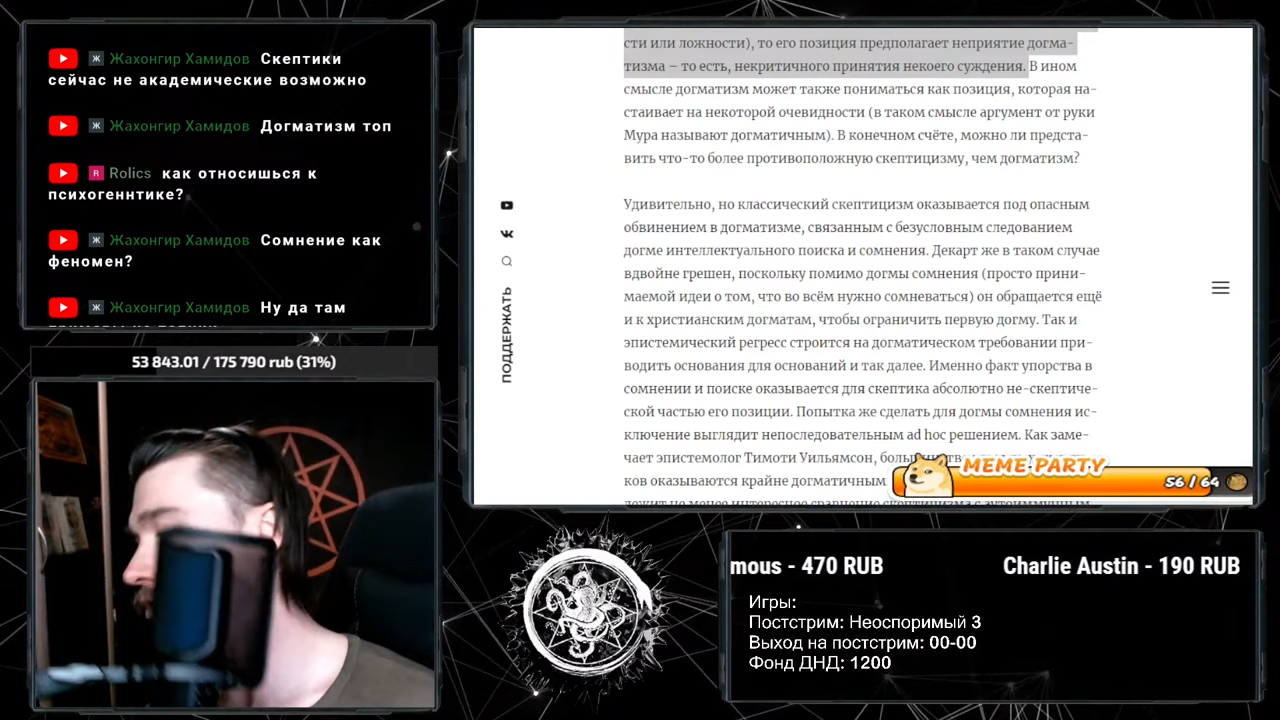 Жахонгир Хамидов Скептики
сейчас не академические возможно
Жахонгир Хамидов Догматизм топ
Rolics как относишься к
психогеннтике?
Жахонгир Хамидов Сомнение как
феномен?
Жахонгир Хамидов Ну да там
53 843.01 / 175 790 rub (31%)
сти или ложности), то его позиция предполагает неприятие догма-
тизма – то есть, некритичного принятия некоего суждения. В ином
смысле догматизм может также пониматься как позиция, которая на-
стаивает на некоторой очевидности (в таком смысле аргумент от руки
Мура называют догматичным). В конечном счёте, можно ли предста-
вить что-то более противоположную скептицизму, чем догматизм?
Удивительно, но классический скептицизм оказывается под опасным
обвинением в догматизме, связанным с безусловным следованием
догме интеллектуального поиска и сомнения. Декарт же в таком случае
вдвойне грешен, поскольку помимо догмы сомнения (просто прини-
маемой идеи о том, что во всём нужно сомневаться) он обращается ещё
и к христианским догматам, чтобы ограничить первую догму. Так и
эпистемический регресс строится на догматическом требовании при-
водить основания для оснований и так далее. Именно факт упорства в
сомнении и поиске оказывается для скептика абсолютно не-скептиче-
ской частью его позиции. Попытка же сделать для догмы сомнения ис-
ключение выглядит непоследовательным ad hoc решением. Как заме-
чает эпистемолог Тимоти Уильямсон,
ков оказываются крайне догматичным
лежит не менее интересное сравнение скептицизма с аутоиммунным
ПОДДЕРЖАТЬ
MEME PARTY
56 / 64
mous - 470 RUB
Charlie Austin - 190 RUB
Игры:
Постстрим: Неоспоримый 3
Выход на постстрим: 00-00
Фонд ДНД: 1200